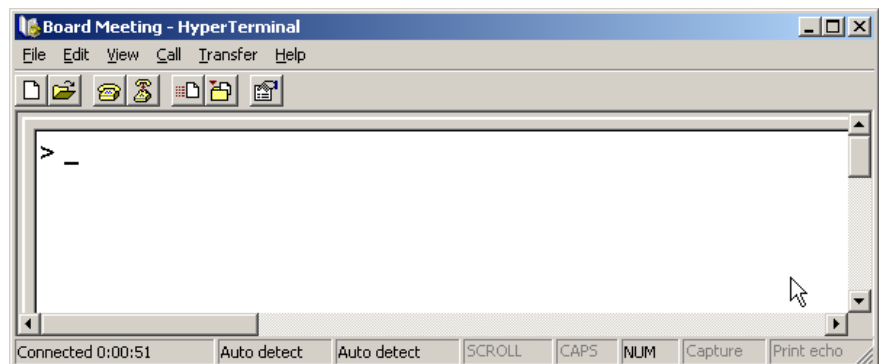 Board Meeting - HyperTerminal
File Edit View Call Transfer Help
> _
Connected 0:00:51 Auto detect Auto detect SCROLL CAPS NUM Capture Print echo